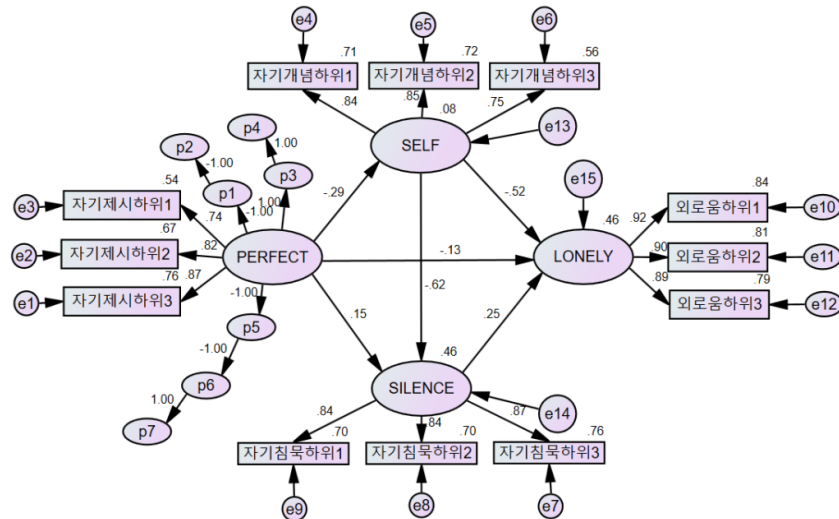 e4
e5
e6
.71
.72
.56
자기개념하위1
자기개념하위2
자기개념하위3
.84
.85
.08
.75
p4
p2
1.00
-1.00
SELF
e13
p3
p1
1.00
-1.00
-.29
-.52
e15
.54
e3
자기제시하위1
.74
.84
외로움하위1
e10
.92
.46
.67
e2
자기제시하위2
.82
PERFECT
-.13
LONELY
.81
.90
외로움하위2
e11
.76
.87
e1
자기제시하위3
.89
.79
외로움하위3
e12
-1.00
-.62
p5
.15
.25
-1.00
.46
p6
SILENCE
1.00
p7
e14
.84
.84
.87
.70
.70
.76
자기침묵하위1
자기침묵하위2
자기침묵하위3
e9
e8
e7